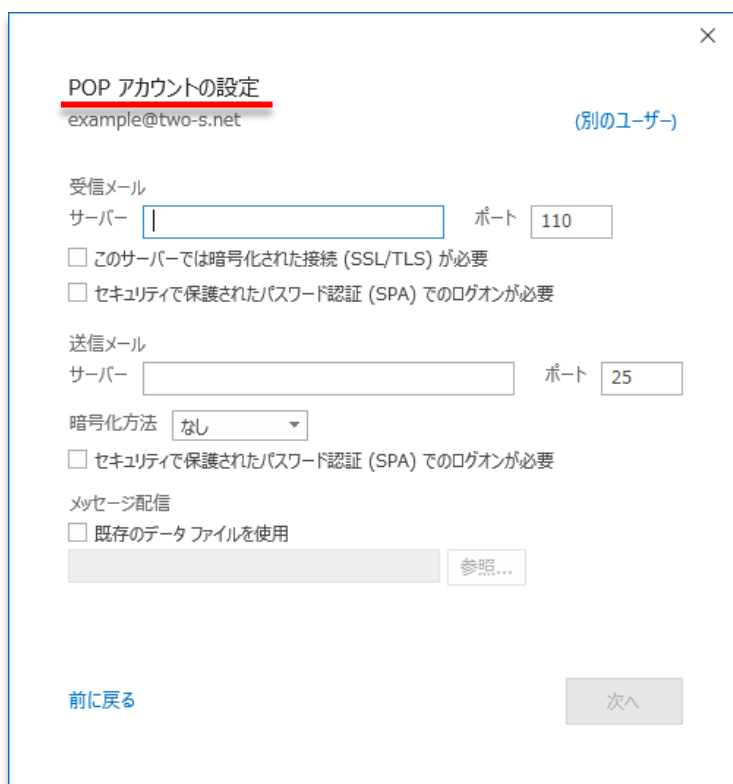 POP アカウントの設定
example@two-s.net (別のユーザー)
受信メール
サーバー ポート 110
このサーバーでは暗号化された接続 (SSL/TLS) が必要
セキュリティで保護されたパスワード認証 (SPA) でのログオンが必要
送信メール
サーバー ポート 25
暗号化方法 なし
セキュリティで保護されたパスワード認証 (SPA) でのログオンが必要
メッセージ配信
既存のデータ ファイルを使用
参照...
前に戻る 次へ